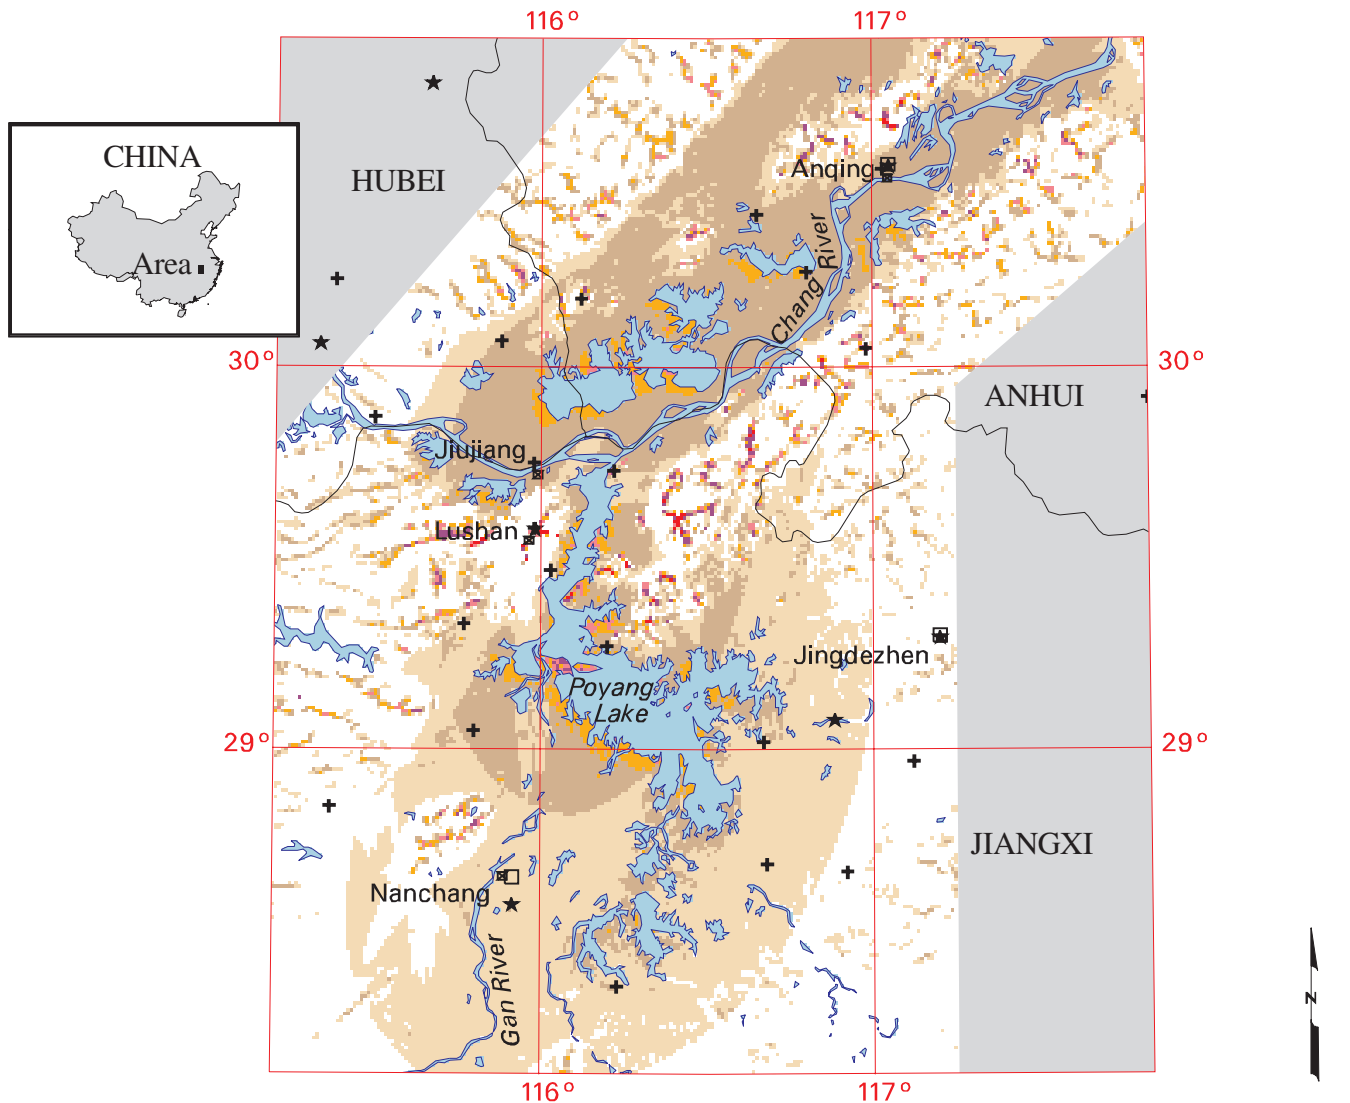 116°
117°
CHINA
Area
HUBEI
Anqing
Chang River
30°
30°
ANHUI
Jiujiang
Lushan
Jingdezhen
Poyang
Lake
29°
29°
JIANGXI
Nanchang
Gan River
N
116°
117°